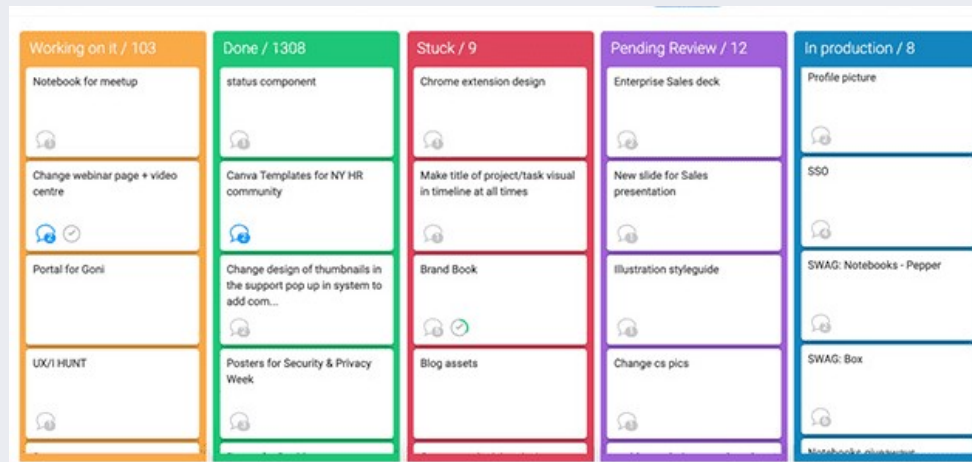 Working on it / 103
Notebook for meetup
Change webinar page + video
centre
Portal for Goni
UX/I HUNT
Done / 1308
status component
Canva Templates for NY HR
community
Change design of thumbnails in
the support pop up in system to
add com...
Posters for Security & Privacy
Week
Stuck / 9
Chrome extension design
Make title of project/task visual
in timeline at all times
Brand Book
Blog assets
Pending Review / 12
Enterprise Sales deck
New slide for Sales
presentation
Illustration styleguide
Change cs pics
In production / 8
Profile picture
SSO
SWAG: Notebooks - Pepper
SWAG: Box
Notebooks giveaways